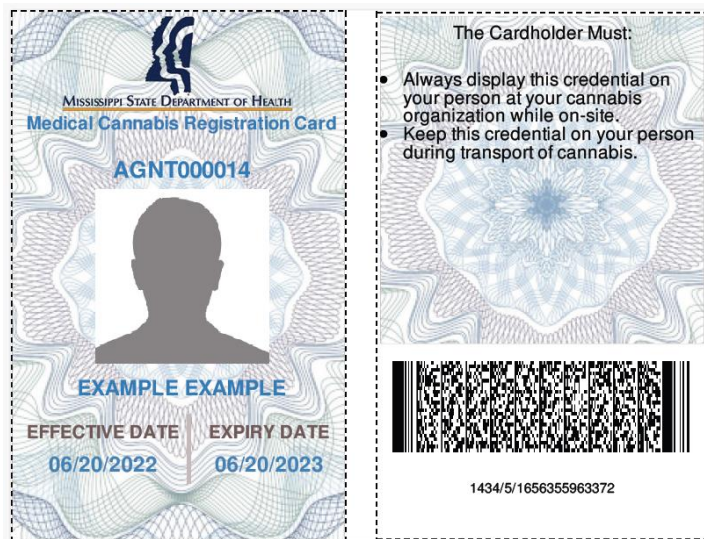 MISSISSIPPI STATE DEPARTMENT OF HEALTH
Medical Cannabis Registration Card
AGNT000014
EXAMPLE EXAMPLE
EFFECTIVE DATE
EXPIRY DATE
06/20/2022
06/20/2023
The Cardholder Must:
• Always display this credential on
your person at your cannabis
organization while on-site.
• Keep this credential on your person
during transport of cannabis.
1434/5/1656355963372